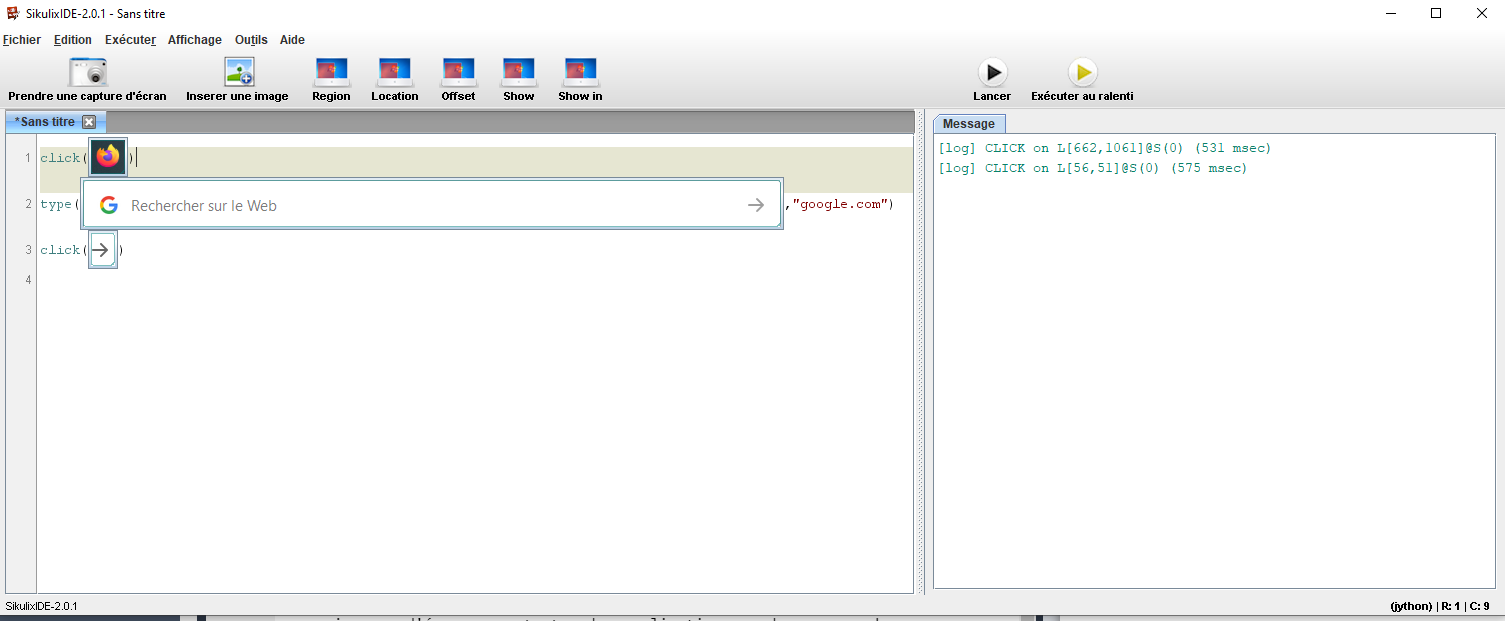 SikulixIDE-2.0.1 - Sans titre
Fichier Edition Exécuter Affichage Outils Aide
Prendre une capture d'écran Inserer une image Region Location Offset Show Show in Lancer Exécuter au ralenti
*Sans titre
Message
1 click( )
2 type( Rechercher sur le Web ,"google.com")
3 click( )
4
[log] CLICK on L[662,1061]@S(0) (531 msec)
[log] CLICK on L[56,51]@S(0) (575 msec)
SikulixIDE-2.0.1
(jython) | R: 1 | C: 9